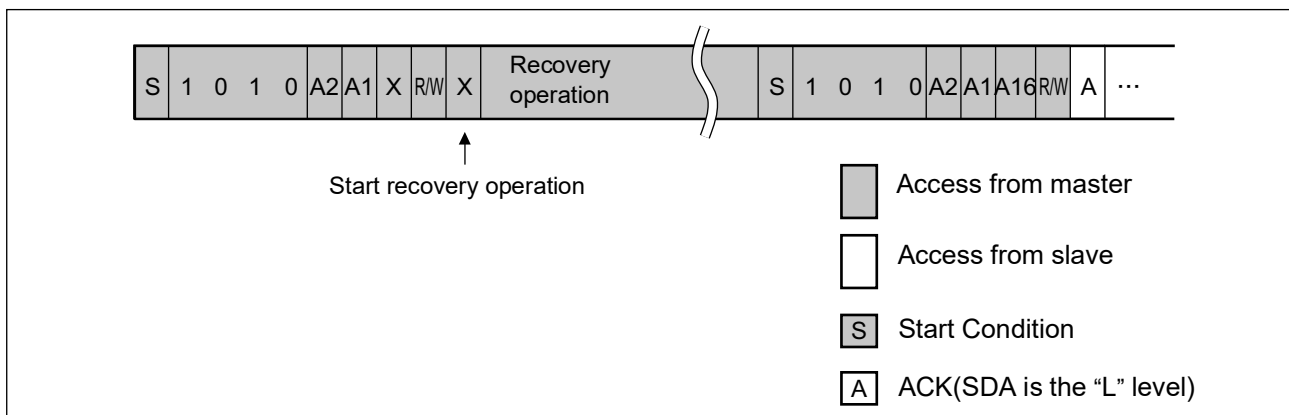 S 1 0 1 0 A2 A1 X R/W X Recovery operation S 1 0 1 0 A2 A1 A16 R/W A ...
Start recovery operation
Access from master
Access from slave
S Start Condition
A ACK(SDA is the “L” level)